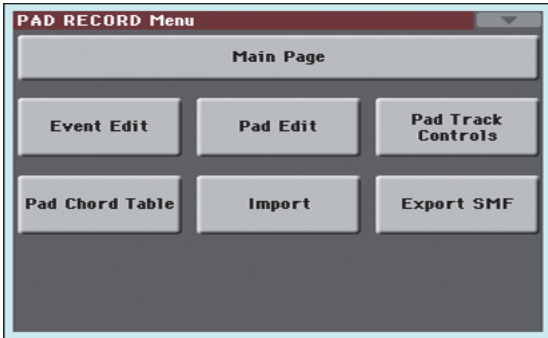 PAD RECORD Menu
Main Page
Event Edit
Pad Edit
Pad Track
Controls
Pad Chord Table
Import
Export SMF